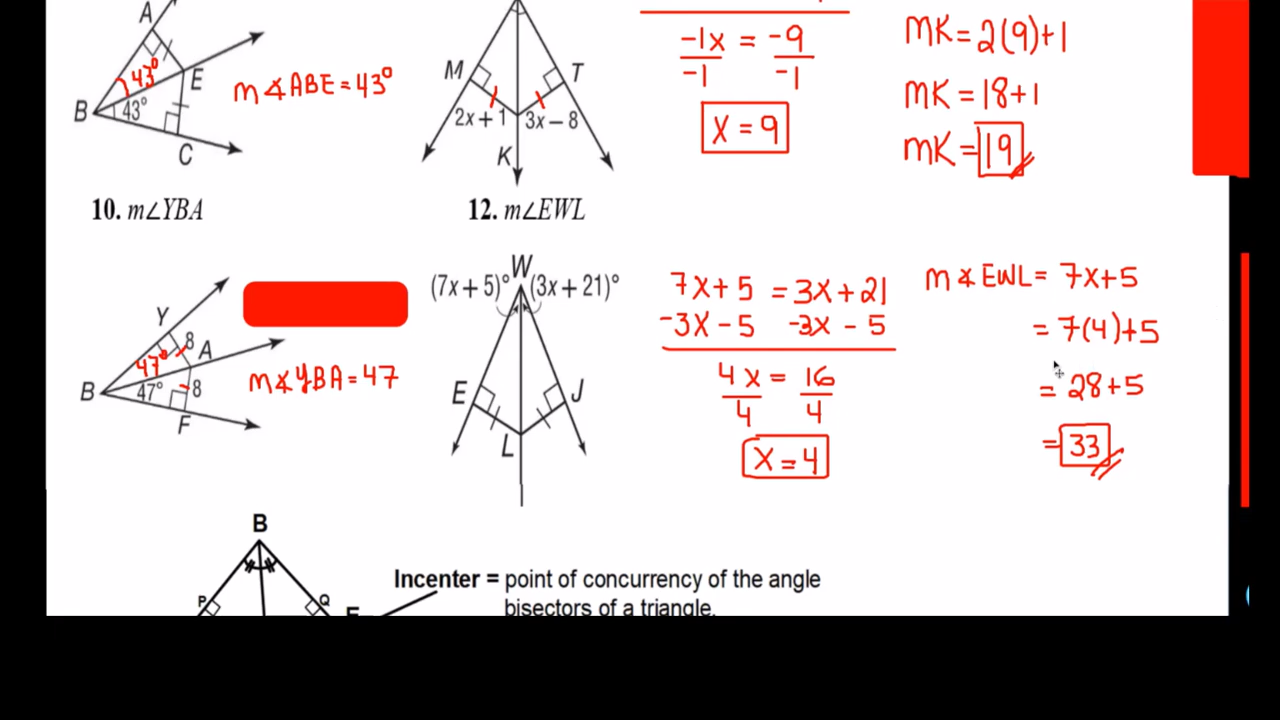 A
E
B
43°
43°
C
m∡ABE = 43°
M
T
2x + 1
3x – 8
K
-1x = -9
-1 -1
X = 9
MK = 2(9)+1
MK = 18+1
MK = 19
10. m∠YBA
12. m∠EWL
Y
8
A
47°
B
47°
8
F
m∡YBA = 47
W
(7x + 5)°
(3x + 21)°
E
J
L
7X+5 = 3X+21
-3X - 5 -3X - 5
4X = 16
4 4
X = 4
m∡EWL = 7X+5
= 7(4)+5
= 28+5
= 33
B
P
Q
E
Incenter = point of concurrency of the angle
bisectors of a triangle.